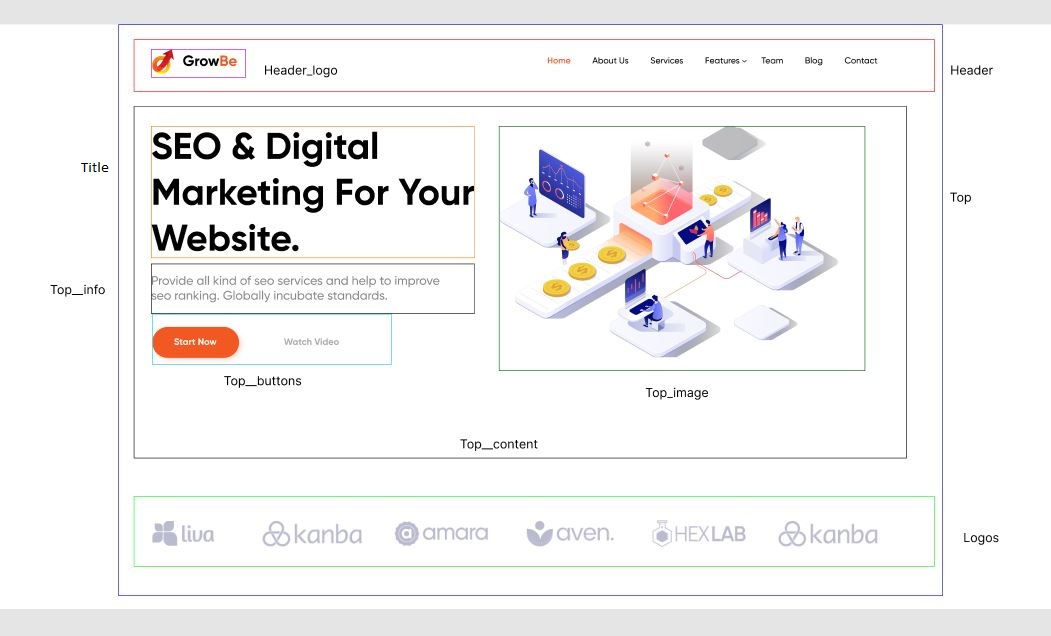 GrowBe
Header_logo
Home About Us Services Features Team Blog Contact
Header
Title
SEO & Digital
Marketing For Your
Website.
Top
Top__info
Provide all kind of seo services and help to improve
seo ranking. Globally incubate standards.
Start Now Watch Video
Top__buttons
Top_image
Top__content
liva kanba amara aven. HEXLAB kanba
Logos